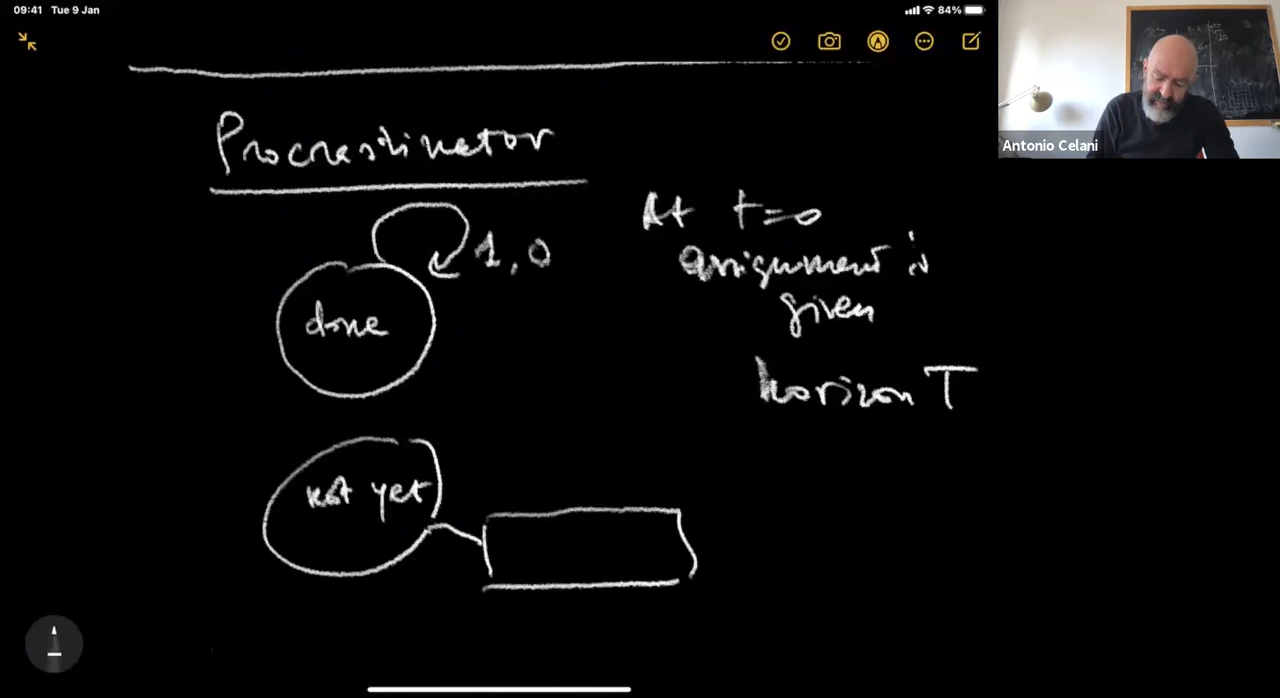 09:41 Tue 9 Jan
84%
Antonio Celani
Procrastinator
At t=0
assignment is
given
horizon T
1, 0
done
not yet